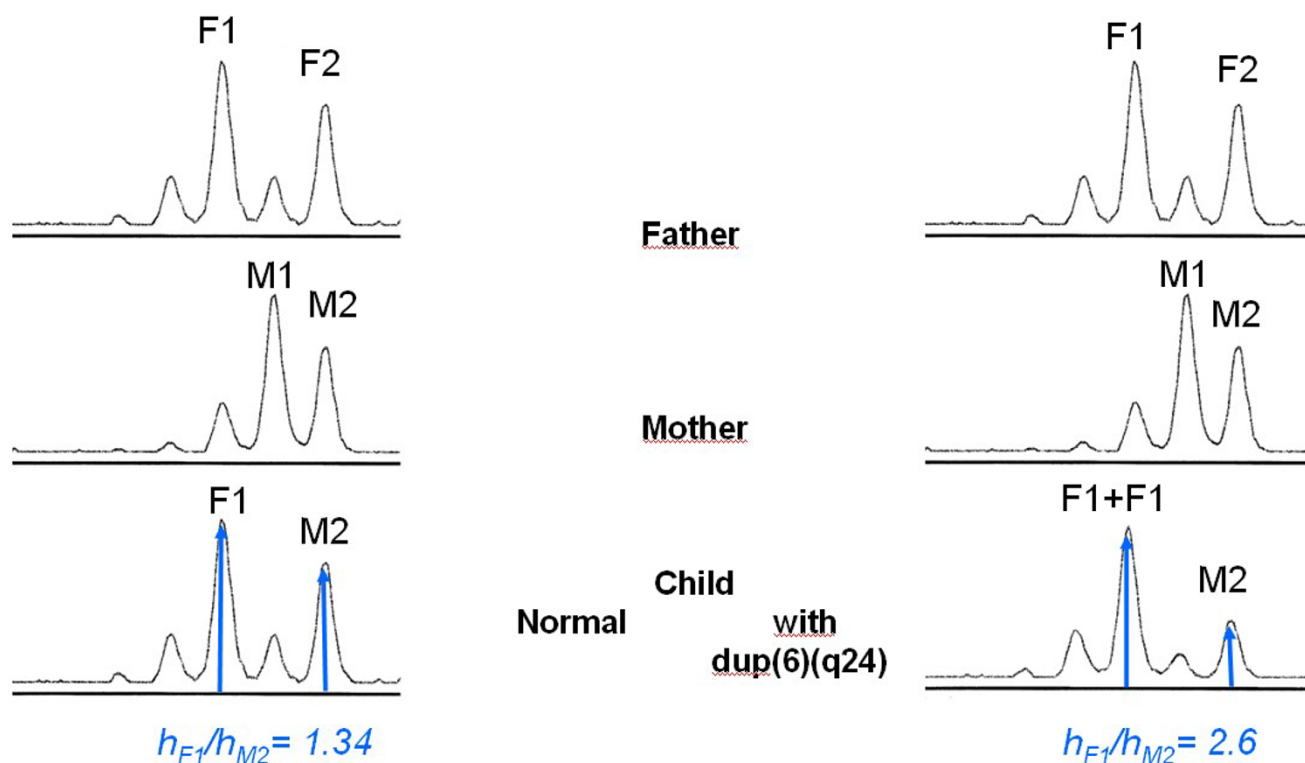 F1
F2
F1
F2
Father
M1
M2
M1
M2
Mother
F1
M2
F1+F1
M2
Child
Normal with
dup(6)(q24)
hF1/hM2= 1.34
hF1/hM2= 2.6